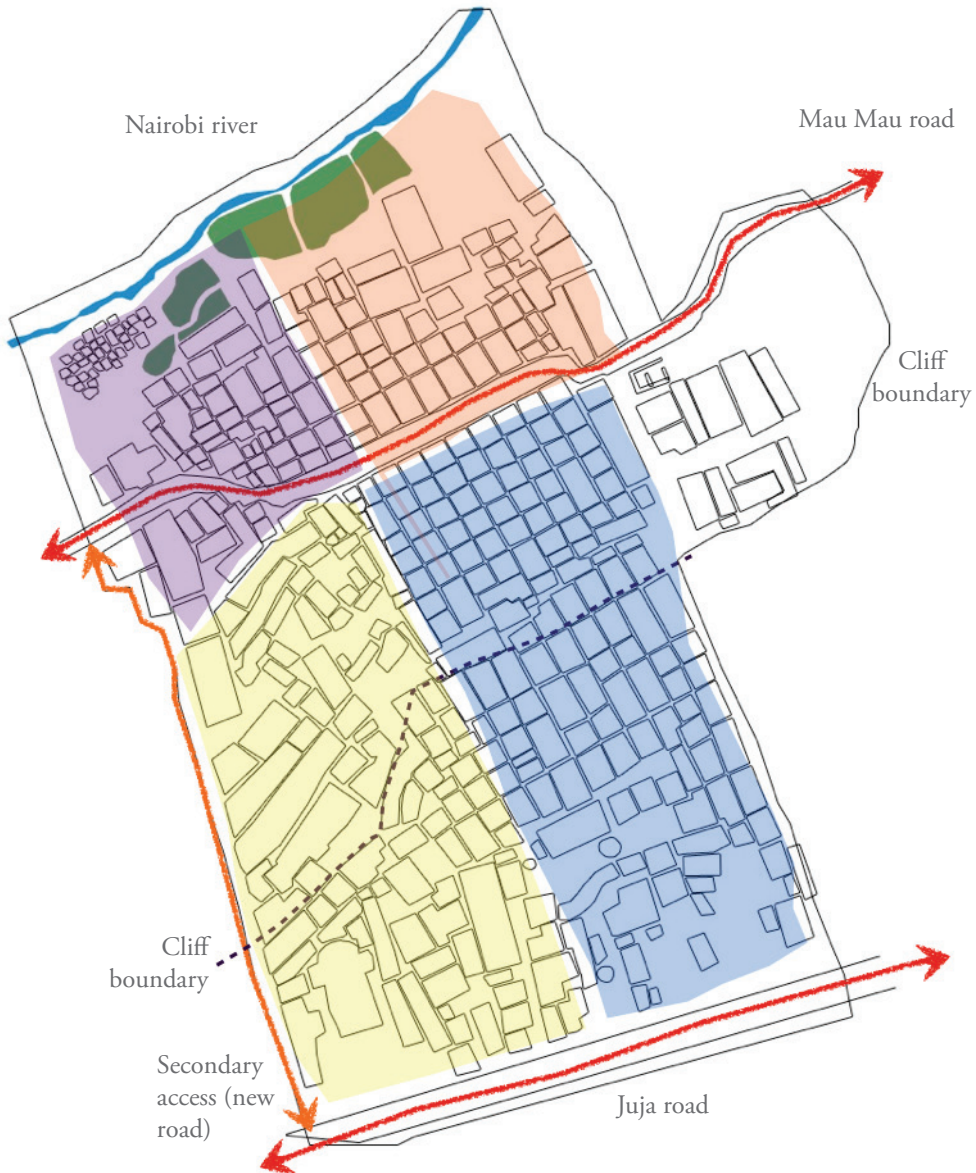 Nairobi river
Mau Mau road
Cliff
boundary
Cliff
boundary
Secondary
access (new
road)
Juja road